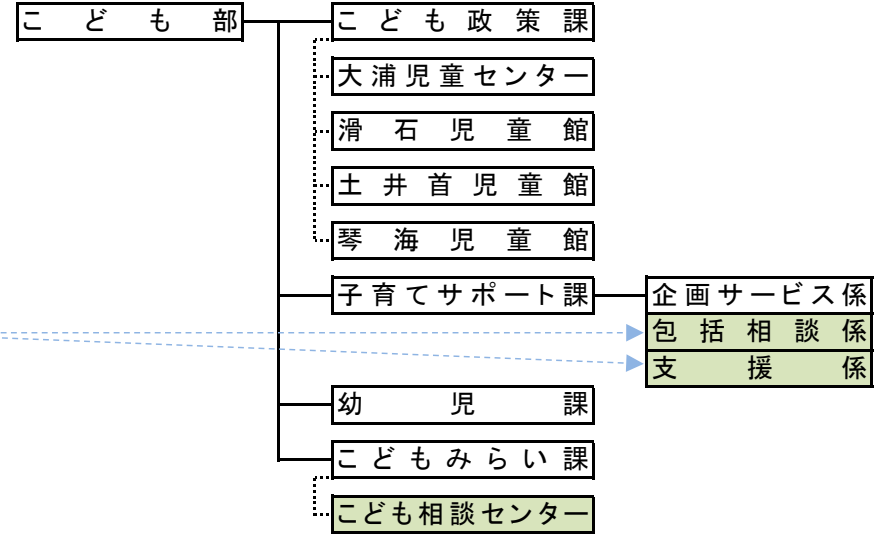 こども部
こども政策課
大浦児童センター
滑石児童館
土井首児童館
琴海児童館
子育てサポート課
企画サービス係
包括相談係
支援係
幼児課
こどもみらい課
こども相談センター